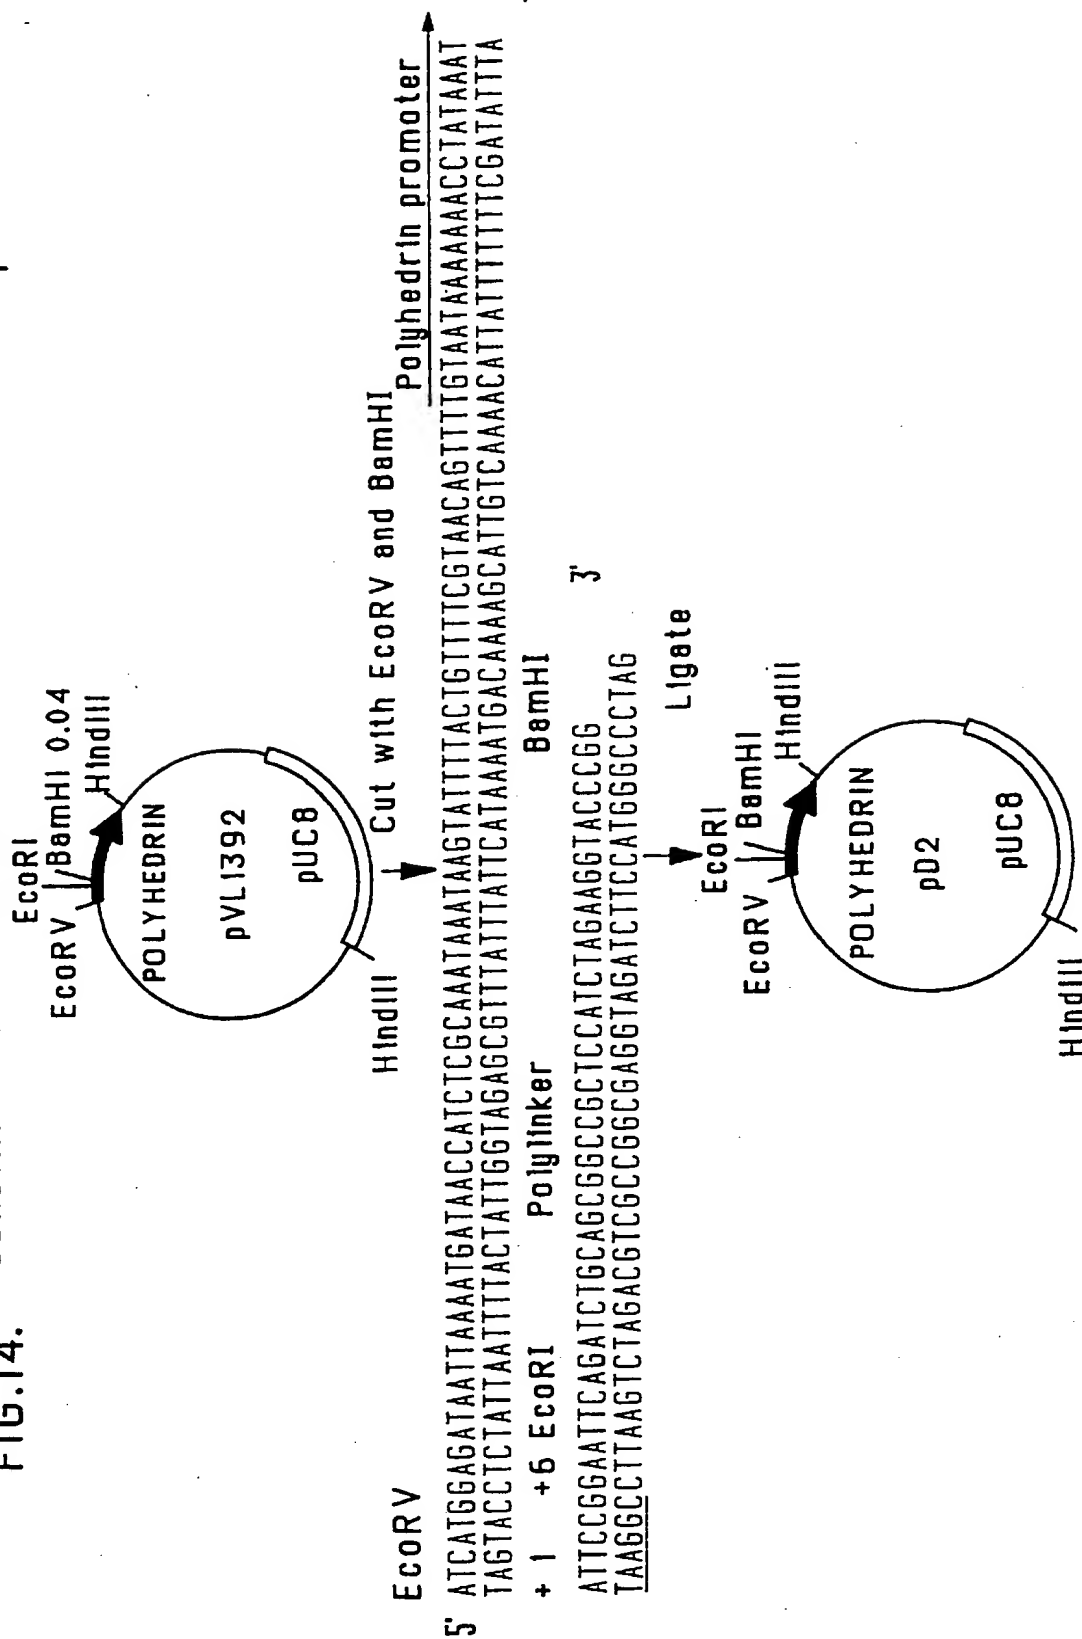 FIG.14.
EcoRI
EcoRV
BamHI 0.04
HindIII
POLYHEDRIN
pVL1392
pUC8
HindIII
Cut with EcoRV and BamHI
EcoRV
Polyhedrin promoter
5' ATCATGGAGATAATTAAAATGATAACCATCTCGCAAATAAATAAGTATTTTACTGTTTTCGTAACAGTTTTGTAATAAAAAAACCTATAAAT
TAGTACCTCTATTAATTTTACTATTGGTAGAGCGTTTATTTATTCATAAAATGACAAAAGCATTGTCAAAACATTATTTTTTCGATATTTA
+1 +6 EcoRI Polylinker BamHI
ATTCCGGAATTCAGATCTGCAGCGGCCGCTCCATCTAGAAGGTACCCGG 3'
TAAGGCCTTAAGTCTAGACGTCGCCGGCGAGGTAGATCTTCCATGGGCCCTAG
Ligate
EcoRI
EcoRV
BamHI
HindIII
POLYHEDRIN
pD2
pUC8
HindIII